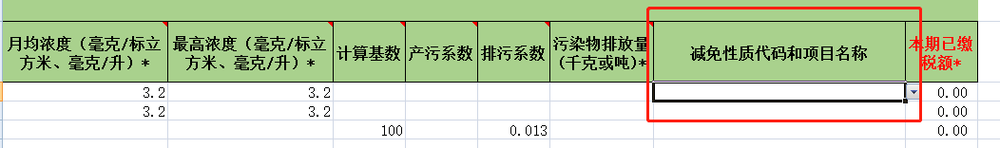 月均浓度（毫克/标立方米、毫克/升）*
最高浓度（毫克/标立方米、毫克/升）*
计算基数
产污系数
排污系数
污染物排放量（千克或吨）*
减免性质代码和项目名称
本期已缴税额*
3.2 3.2 0.00
3.2 3.2 0.00
100 0.013 0.00